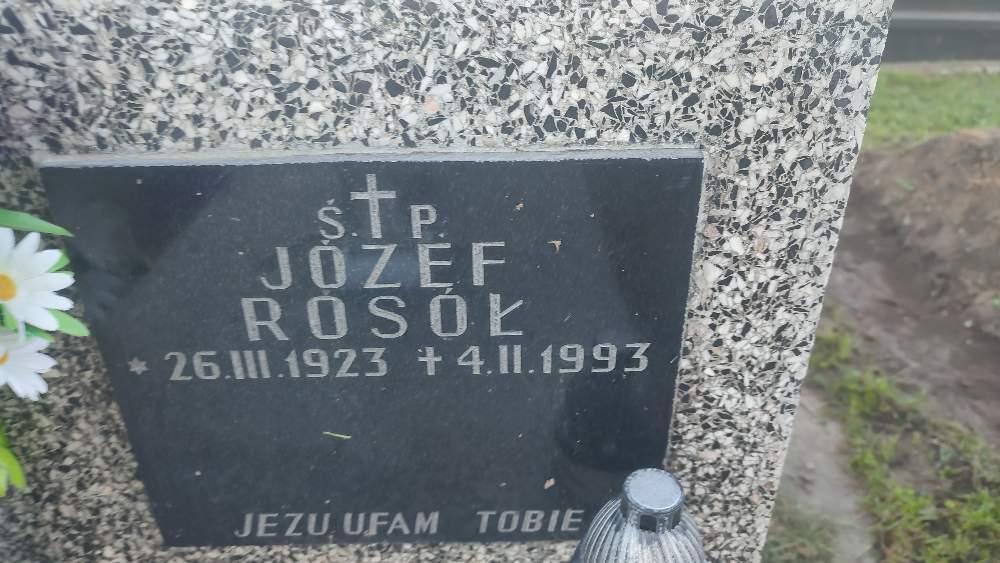 Ś.†P.
JÓZEF
ROSÓŁ
* 26.III.1923 † 4.II.1993
JEZU UFAM TOBIE